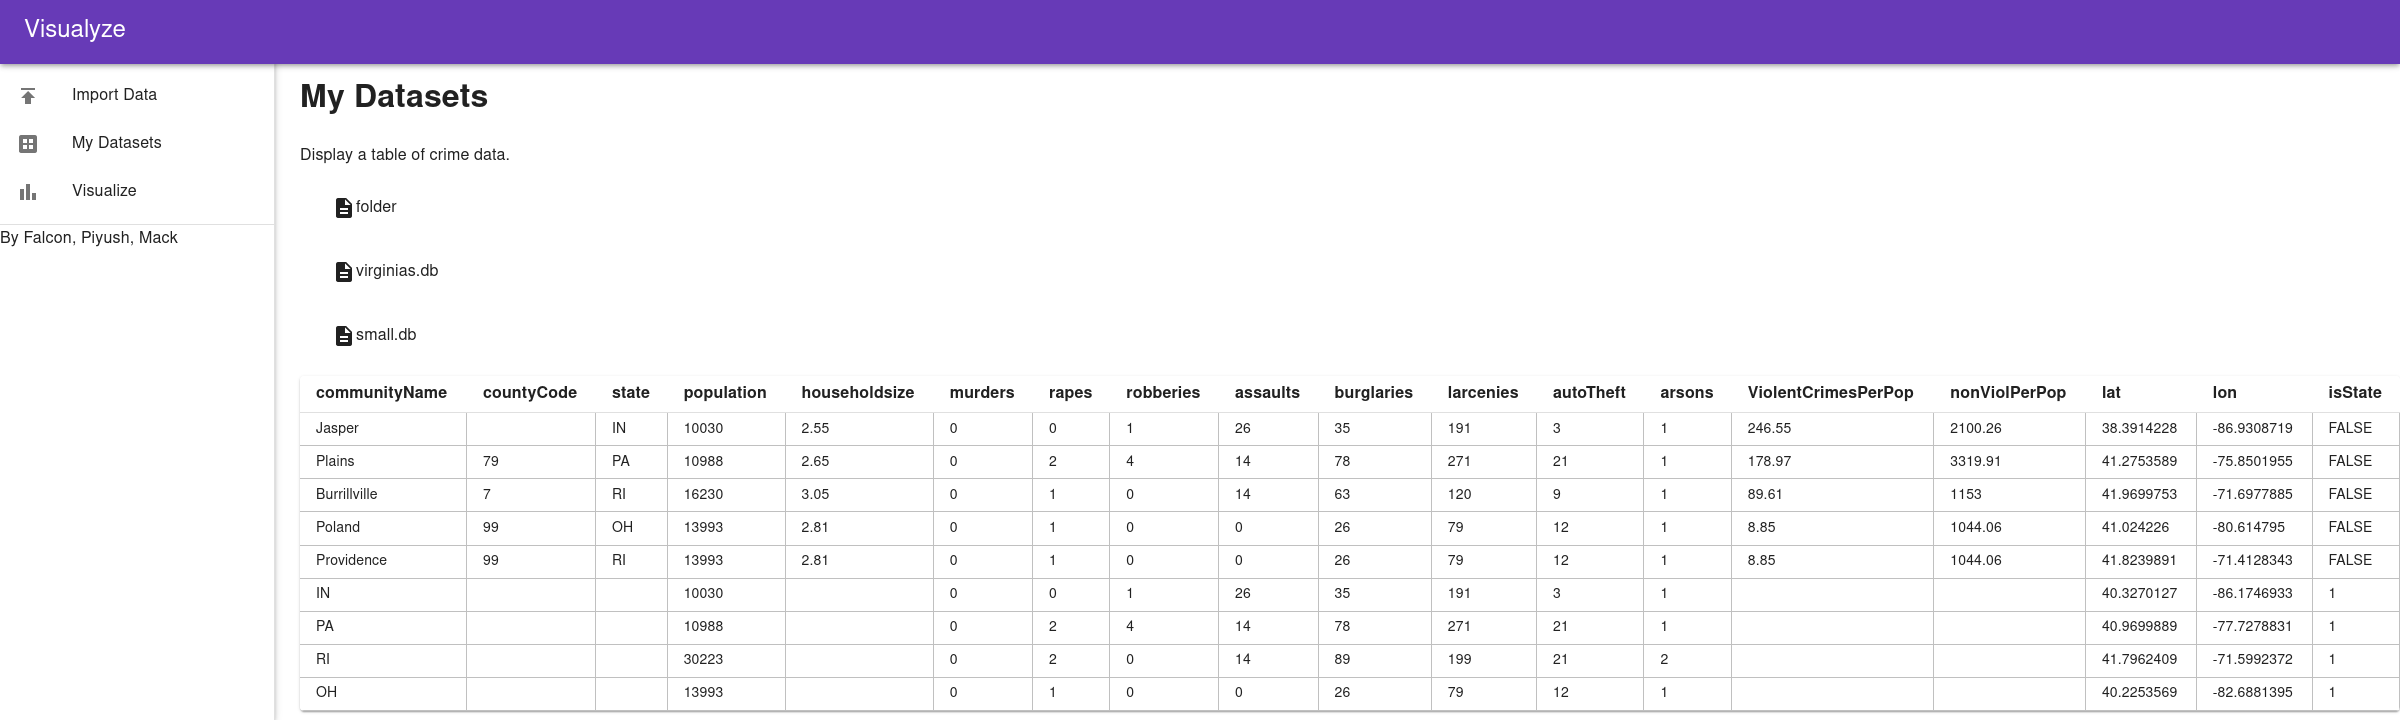 Visualyze
Import Data
My Datasets
Visualize
By Falcon, Piyush, Mack
My Datasets
Display a table of crime data.
folder
virginias.db
small.db
communityName countyCode state population householdsize murders rapes robberies assaults burglaries larcenies autoTheft arsons ViolentCrimesPerPop nonViolPerPop lat lon isState
Jasper IN 10030 2.55 0 0 1 26 35 191 3 1 246.55 2100.26 38.3914228 -86.9308719 FALSE
Plains 79 PA 10988 2.65 0 2 4 14 78 271 21 1 178.97 3319.91 41.2753589 -75.8501955 FALSE
Burrillville 7 RI 16230 3.05 0 1 0 14 63 120 9 1 89.61 1153 41.9699753 -71.6977885 FALSE
Poland 99 OH 13993 2.81 0 1 0 0 26 79 12 1 8.85 1044.06 41.024226 -80.614795 FALSE
Providence 99 RI 13993 2.81 0 1 0 0 26 79 12 1 8.85 1044.06 41.8239891 -71.4128343 FALSE
IN 10030 0 0 1 26 35 191 3 1 40.3270127 -86.1746933 1
PA 10988 0 2 4 14 78 271 21 1 40.9699889 -77.7278831 1
RI 30223 0 2 0 14 89 199 21 2 41.7962409 -71.5992372 1
OH 13993 0 1 0 0 26 79 12 1 40.2253569 -82.6881395 1